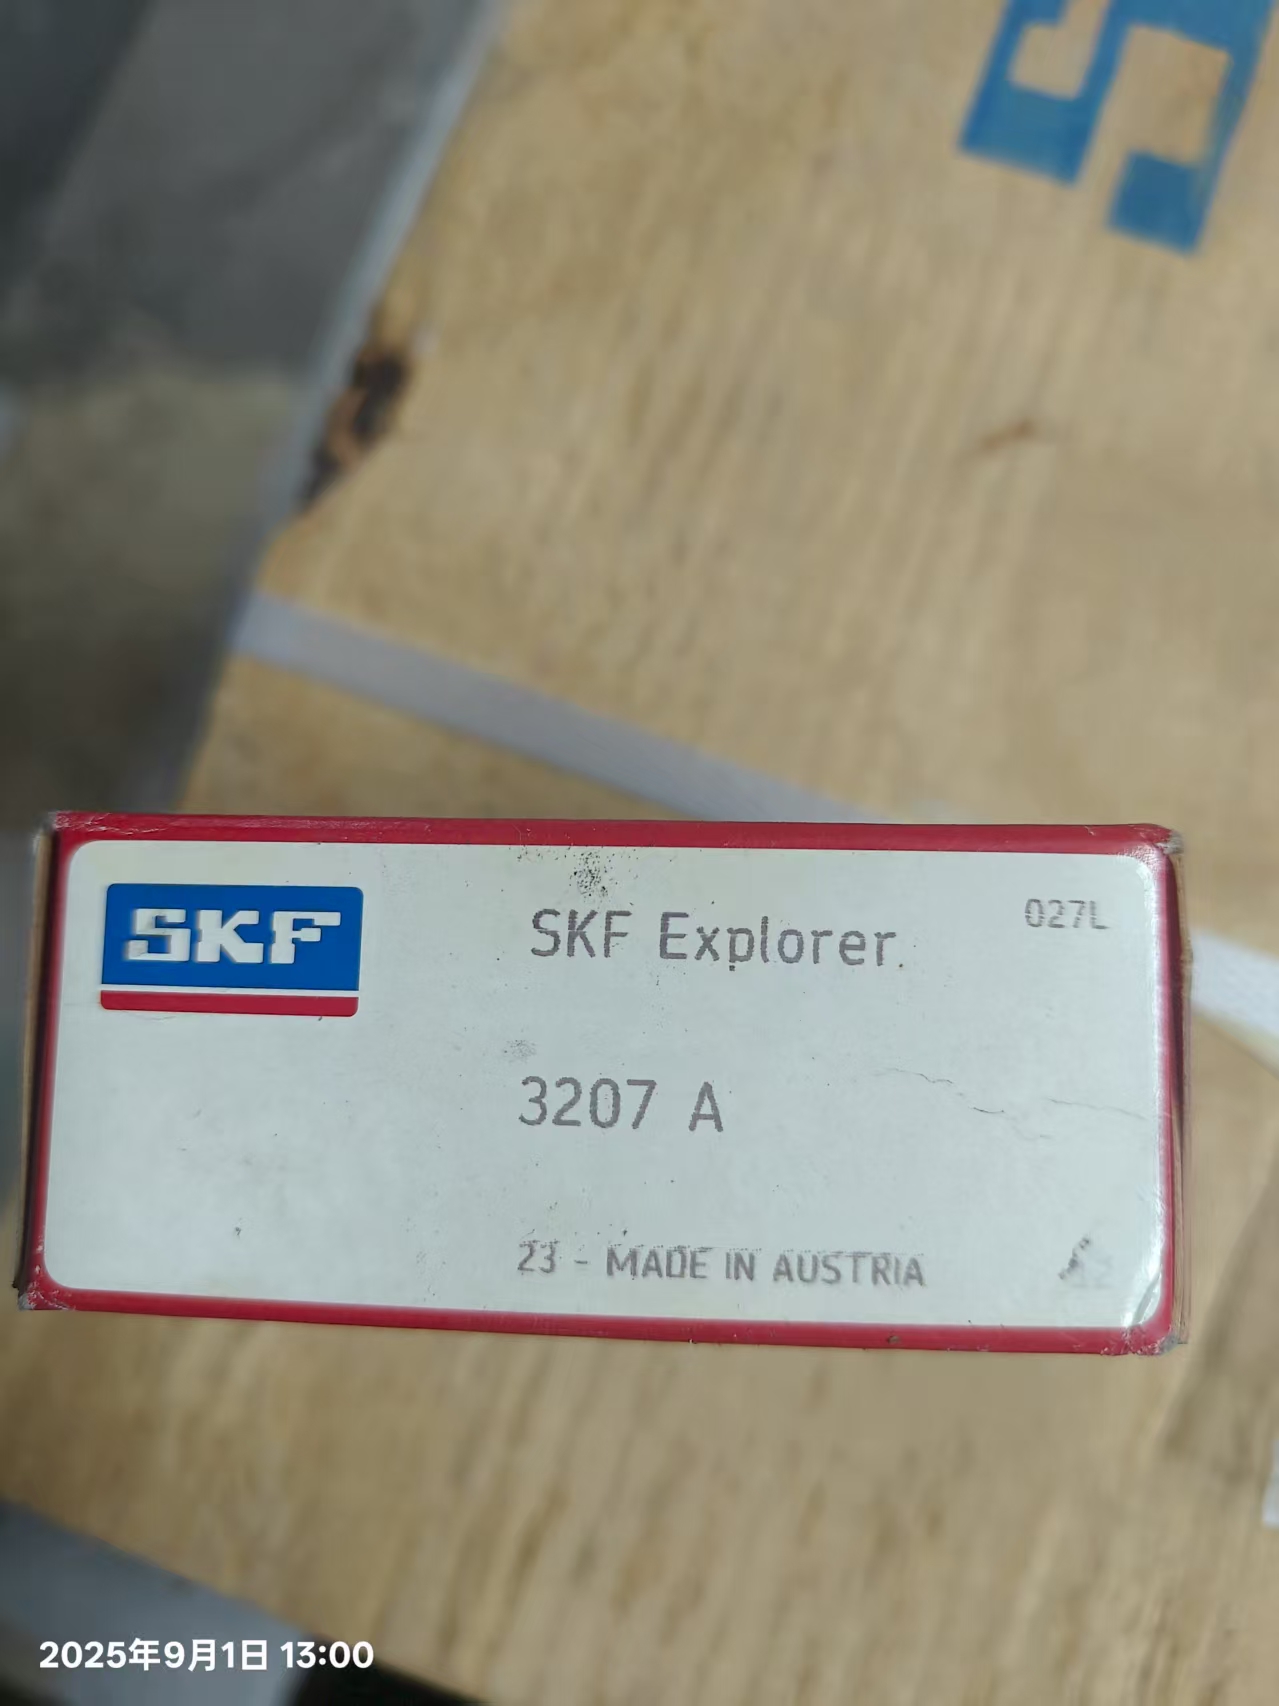 SKF
SKF Explorer
027L
3207 A
23 - MADE IN AUSTRIA
2025年9月1日 13:00